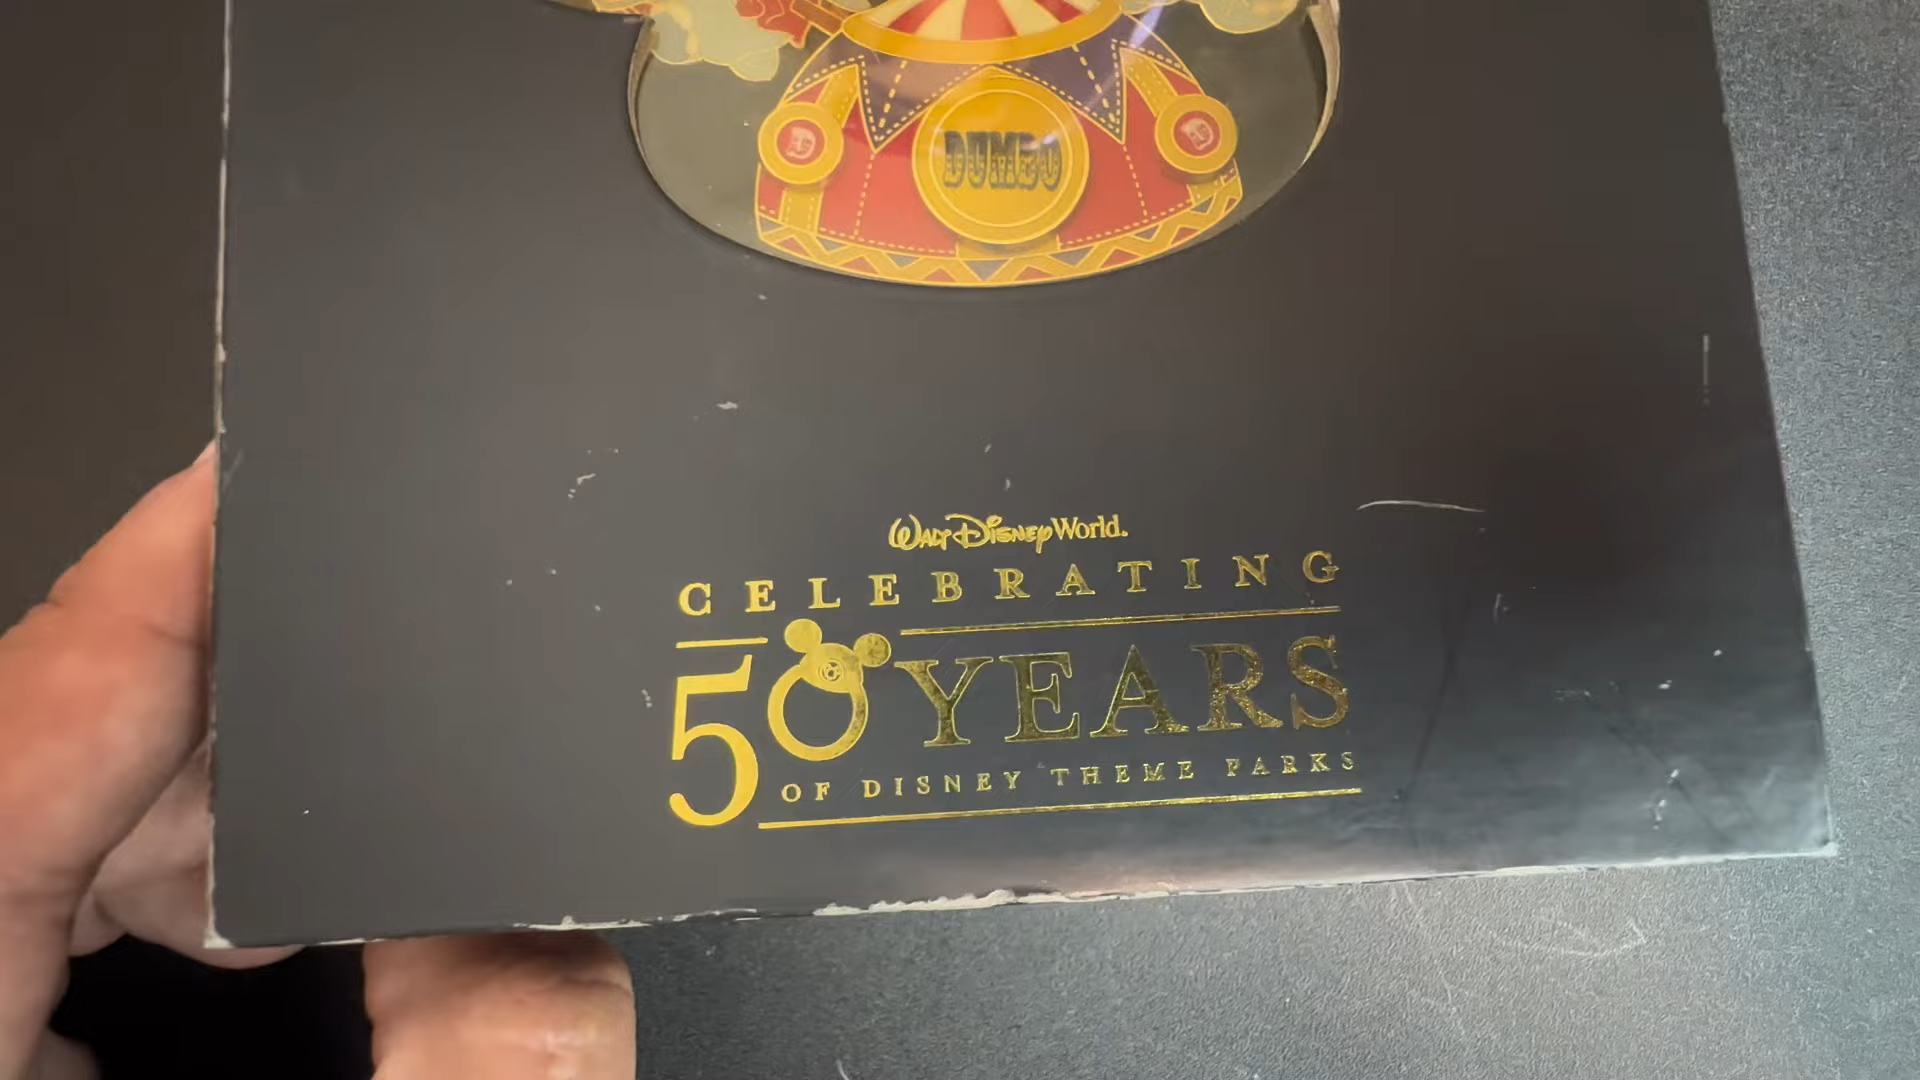 D DUMBO D
Walt Disney World
CELEBRATING
50 YEARS
OF DISNEY THEME PARKS